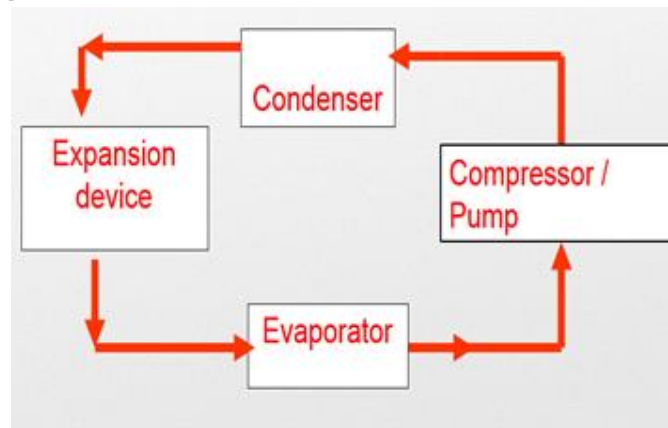 Condenser
Expansion
device
Compressor /
Pump
Evaporator